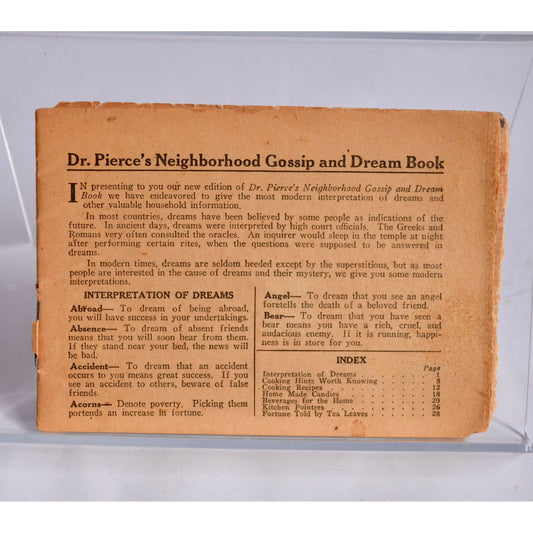 Dr. Pierce's Neighborhood Gossip and Dream Book
IN presenting to you our new edition of Dr. Pierce's Neighborhood Gossip and Dream
Book we have endeavored to give the most modern interpretation of dreams and
other valuable household information.
In most countries, dreams have been believed by some people as indications of the
future. In ancient days, dreams were interpreted by high court officials. The Greeks and
Romans very often consulted the oracles. An inquirer would sleep in the temple at night
after performing certain rites, when the questions were supposed to be answered in
dreams.
In modern times, dreams are seldom heeded except by the superstitious, but as most
people are interested in the cause of dreams and their mystery, we give you some modern
interpretations.
INTERPRETATION OF DREAMS
Abroad— To dream of being abroad,
you will have success in your undertakings.
Absence— To dream of absent friends
means that you will soon hear from them.
If they stand near your bed, the news will
be bad.
Accident— To dream that an accident
occurs to you means great success. If you
see an accident to others, beware of false
friends.
Acorns— Denote poverty. Picking them
portends an increase in fortune.
Angel— To dream that you see an angel
foretells the death of a beloved friend.
Bear— To dream that you have seen a
bear means you have a rich, cruel, and
audacious enemy. If it is running, happi-
ness is in store for you.
INDEX
Page
Interpretation of Dreams . . . . . . 1
Cooking Hints Worth Knowing . . . . . 8
Cooking Recipes . . . . . . . . 12
Home Made Candies . . . . . . . 18
Beverages for the Home . . . . . . 20
Kitchen Pointers . . . . . . . . 26
Fortune Told by Tea Leaves . . . . . 28